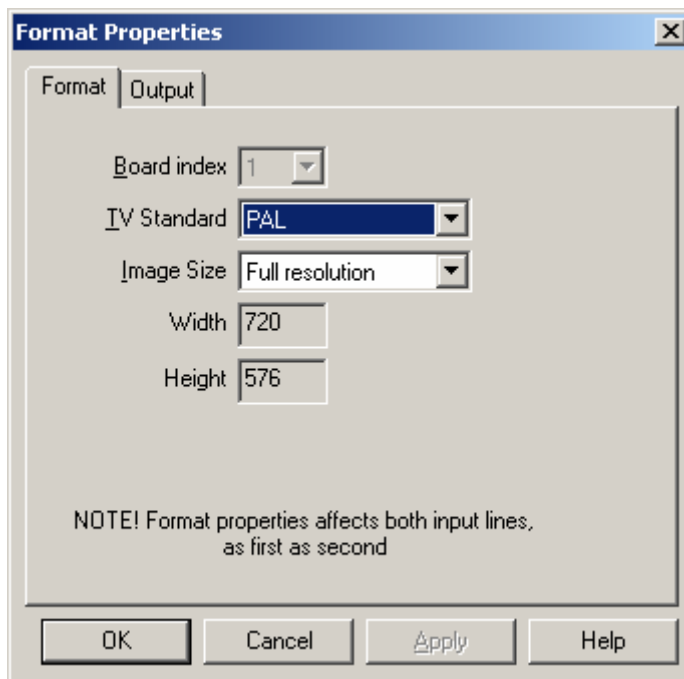 Format Properties
Format Output
Board index 1
TV Standard PAL
Image Size Full resolution
Width 720
Height 576
NOTE! Format properties affects both input lines,
as first as second
OK Cancel Apply Help